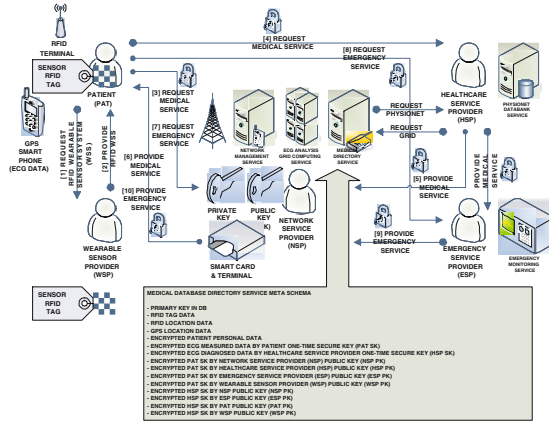 [4] REQUEST
MEDICAL SERVICE
RFID
TERMINAL
[8] REQUEST
EMERGENCY
SERVICE
SENSOR
RFID
TAG
PATIENT
(PAT)
HEALTHCARE
SERVICE
PROVIDER
(HSP)
PHYSIONET
DATABANK
SERVICE
[3] REQUEST
MEDICAL
SERVICE
[7] REQUEST
EMERGENCY
SERVICE
REQUEST
PHYSIONET
REQUEST
GRID
GPS
SMART
PHONE
(ECG DATA)
[1] REQUEST
RFID WEARABLE
SENSOR SYSTEM
(WSS)
[2] PROVIDE
RFID WSS
NETWORK
MANAGEMENT
SERVICE
ECG ANALYSIS
GRID COMPUTING
SERVICE
MEDICAL
DIRECTORY
SERVICE
[6] PROVIDE
MEDICAL
SERVICE
[10] PROVIDE
EMERGENCY
SERVICE
[5] PROVIDE
MEDICAL
SERVICE
PROVIDE
MEDICAL
SERVICE
PRIVATE
KEY
PUBLIC
KEY
K)
NETWORK
SERVICE
PROVIDER
(NSP)
WEARABLE
SENSOR
PROVIDER
(WSP)
[9] PROVIDE
EMERGENCY
SERVICE
EMERGENCY
SERVICE
PROVIDER
(ESP)
EMERGENCY
MONITORING
SERVICE
SMART CARD
& TERMINAL
SENSOR
RFID
TAG
MEDICAL DATABASE DIRECTORY SERVICE META SCHEMA
- PRIMARY KEY IN DB
- RFID TAG DATA
- RFID LOCATION DATA
- GPS LOCATION DATA
- ENCRYPTED PATIENT PERSONAL DATA
- ENCRYPTED ECG MEASURED DATA BY PATIENT ONE-TIME SECURE KEY (PAT SK)
- ENCRYPTED ECG DIAGNOSED DATA BY HEALTHCARE SERVICE PROVIDER ONE-TIME SECURE KEY (HSP SK)
- ENCRYPTED PAT SK BY NETWORK SERVICE PROVIDER (NSP) PUBLIC KEY (NSP PK)
- ENCRYPTED PAT SK BY HEALTHCARE SERVICE PROVIDER (HSP) PUBLIC KEY (HSP PK)
- ENCRYPTED PAT SK BY EMERGENCY SERVICE PROVIDER (ESP) PUBLIC KEY (ESP PK)
- ENCRYPTED PAT SK BY WEARABLE SENSOR PROVIDER (WSP) PUBLIC KEY (WSP PK)
- ENCRYPTED HSP SK BY NSP PUBLIC KEY (NSP PK)
- ENCRYPTED HSP SK BY ESP PUBLIC KEY (ESP PK)
- ENCRYPTED HSP SK BY PAT PUBLIC KEY (PAT PK)
- ENCRYPTED HSP SK BY WSP PUBLIC KEY (WSP PK)